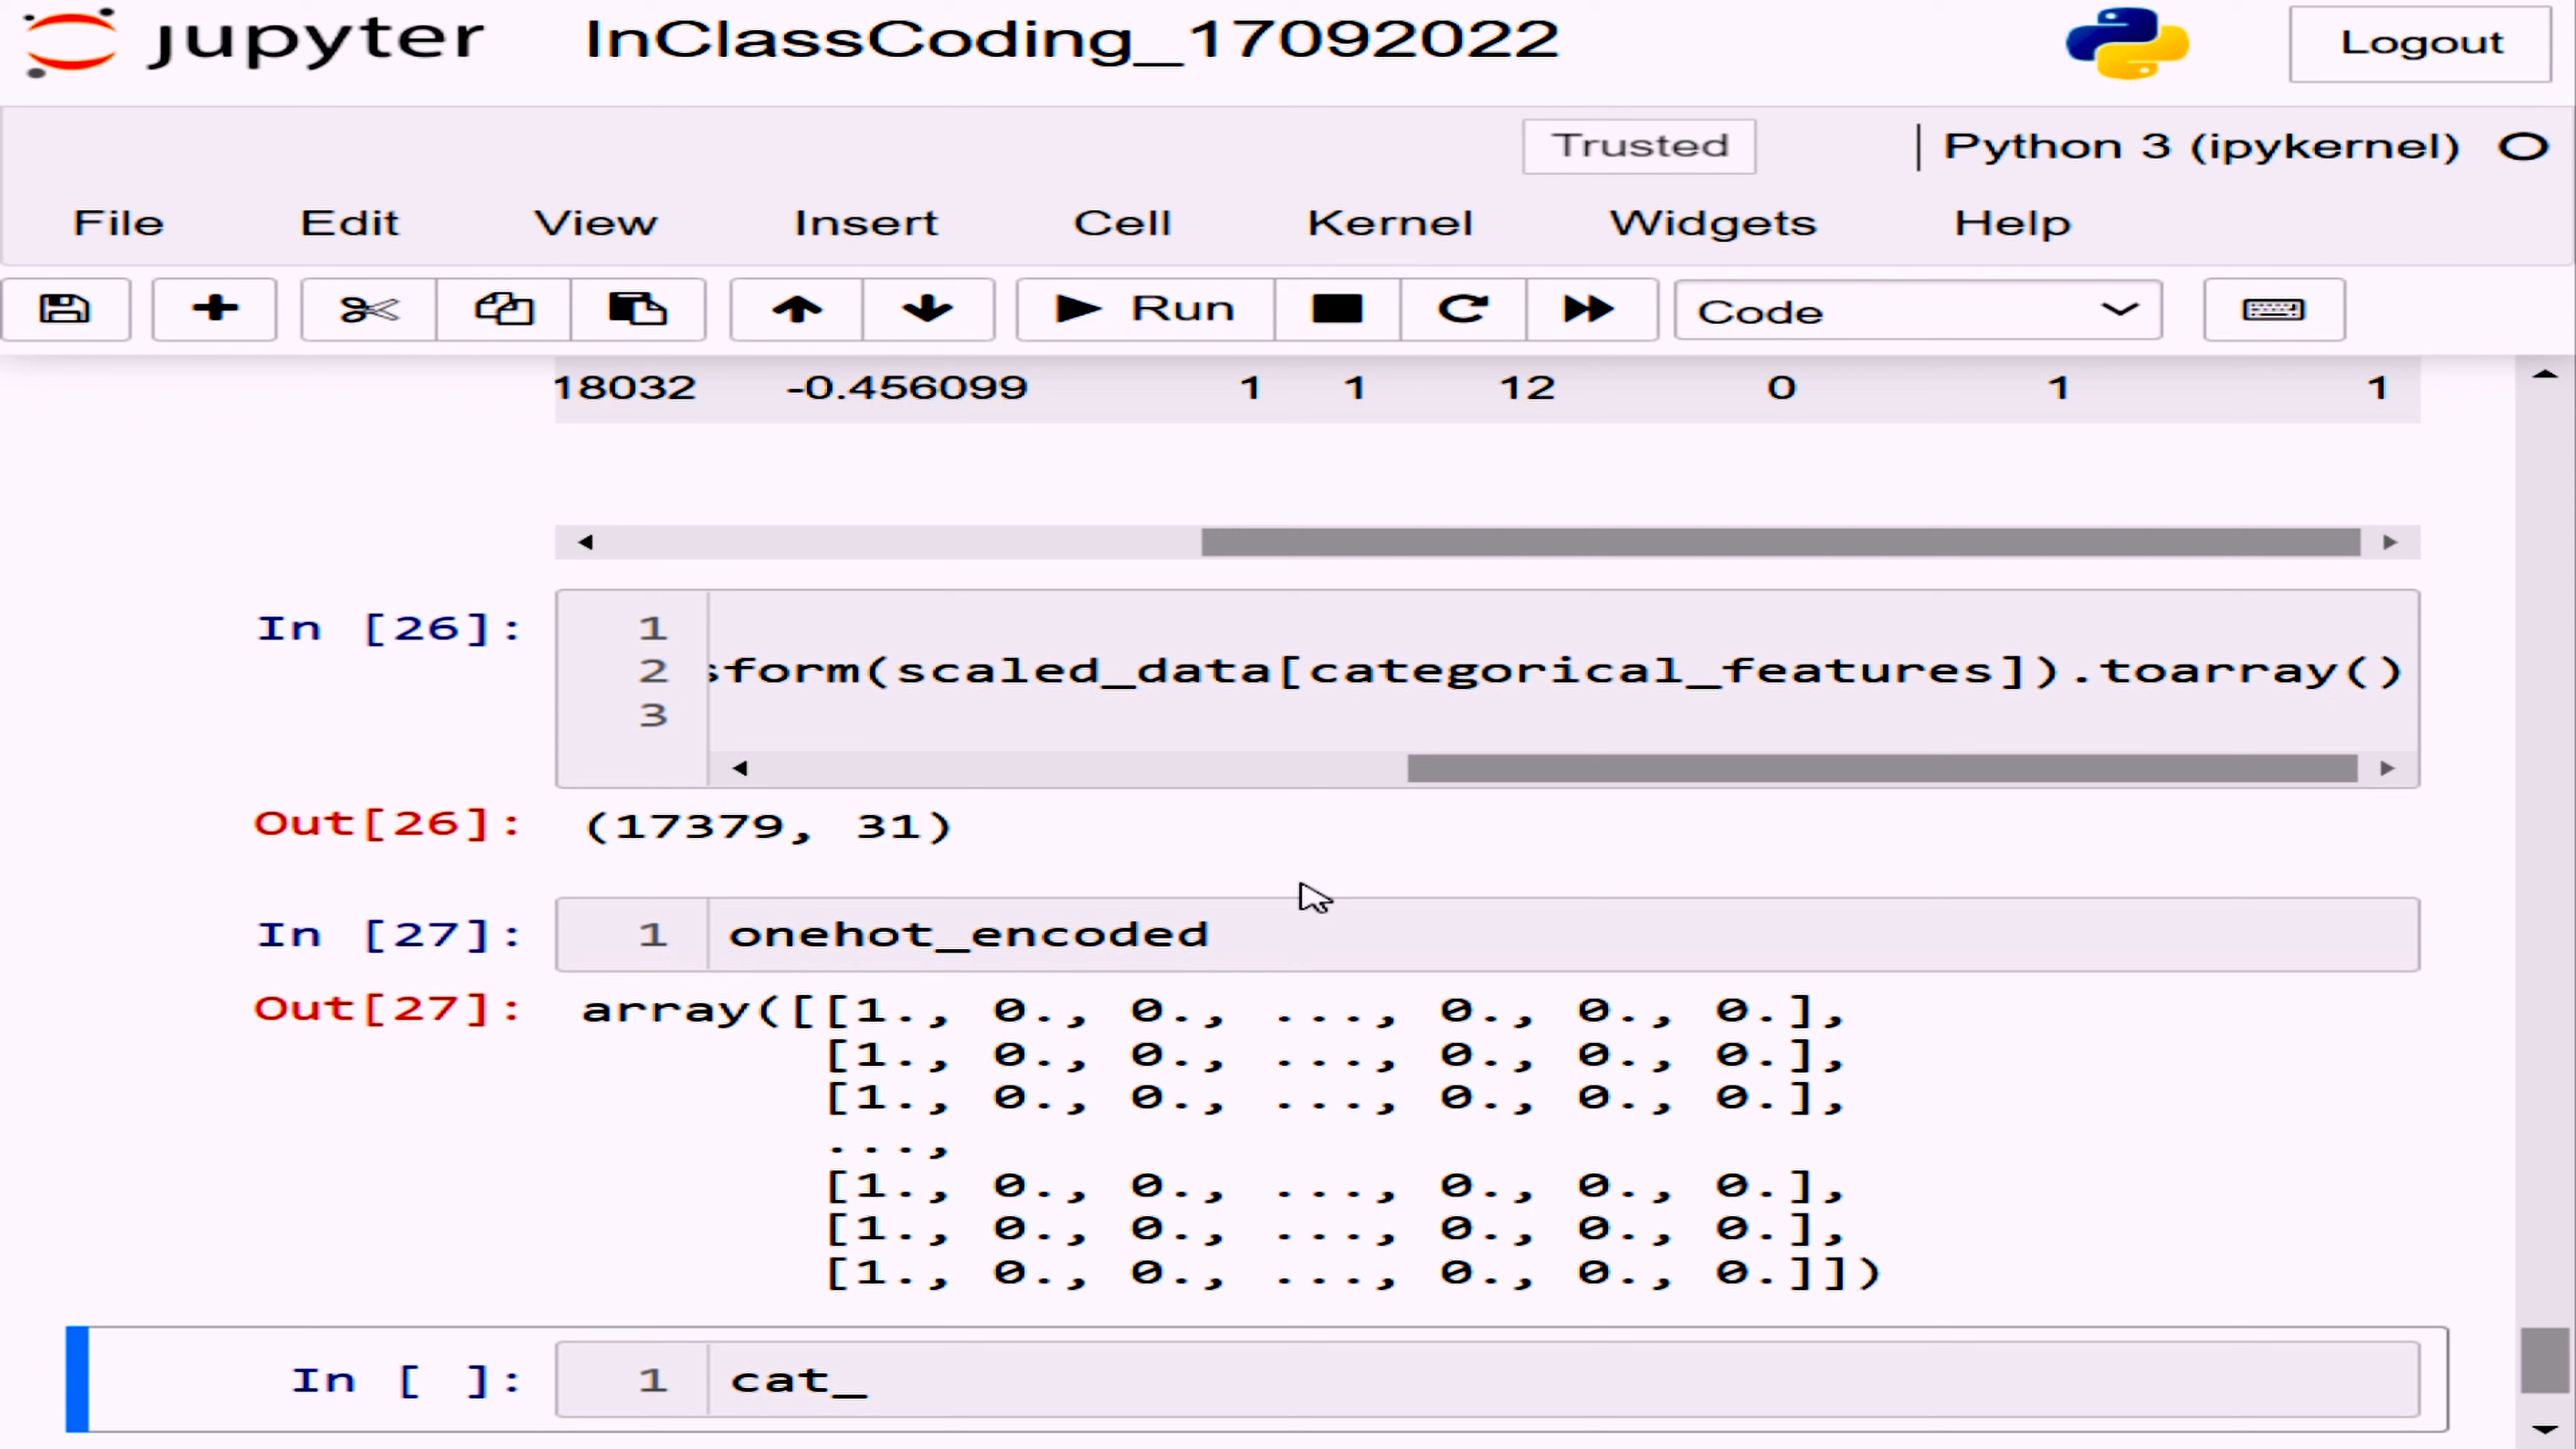 jupyter InClassCoding_17092022 Logout
Trusted Python 3 (ipykernel)
File Edit View Insert Cell Kernel Widgets Help
Run Code
18032 -0.456099 1 1 12 0 1 1
In [26]: 1
2 sform(scaled_data[categorical_features]).toarray()
3
Out[26]: (17379, 31)
In [27]: 1 onehot_encoded
Out[27]: array([[1., 0., 0., ..., 0., 0., 0.],
[1., 0., 0., ..., 0., 0., 0.],
[1., 0., 0., ..., 0., 0., 0.],
...,
[1., 0., 0., ..., 0., 0., 0.],
[1., 0., 0., ..., 0., 0., 0.],
[1., 0., 0., ..., 0., 0., 0.]])
In [ ]: 1 cat_